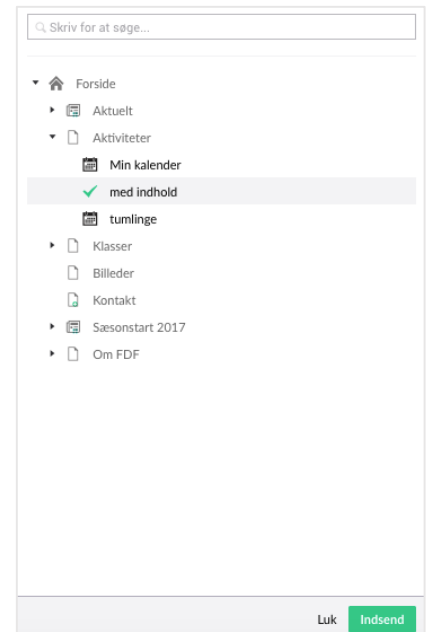 Skriv for at søge...
Forside
Aktuelt
Aktiviteter
Min kalender
med indhold
tumlinge
Klasser
Billeder
Kontakt
Sæsonstart 2017
Om FDF
Luk Indsend